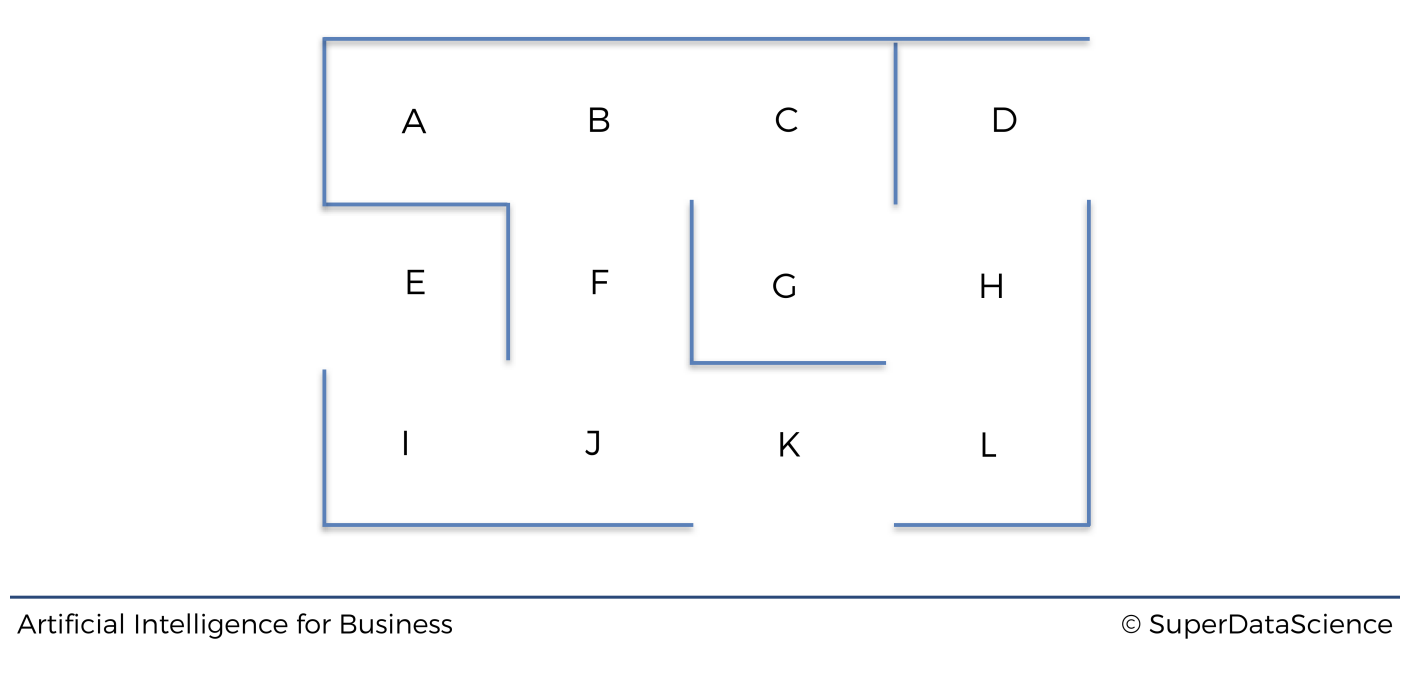 A B C D
E F G H
I J K L
Artificial Intelligence for Business
© SuperDataScience